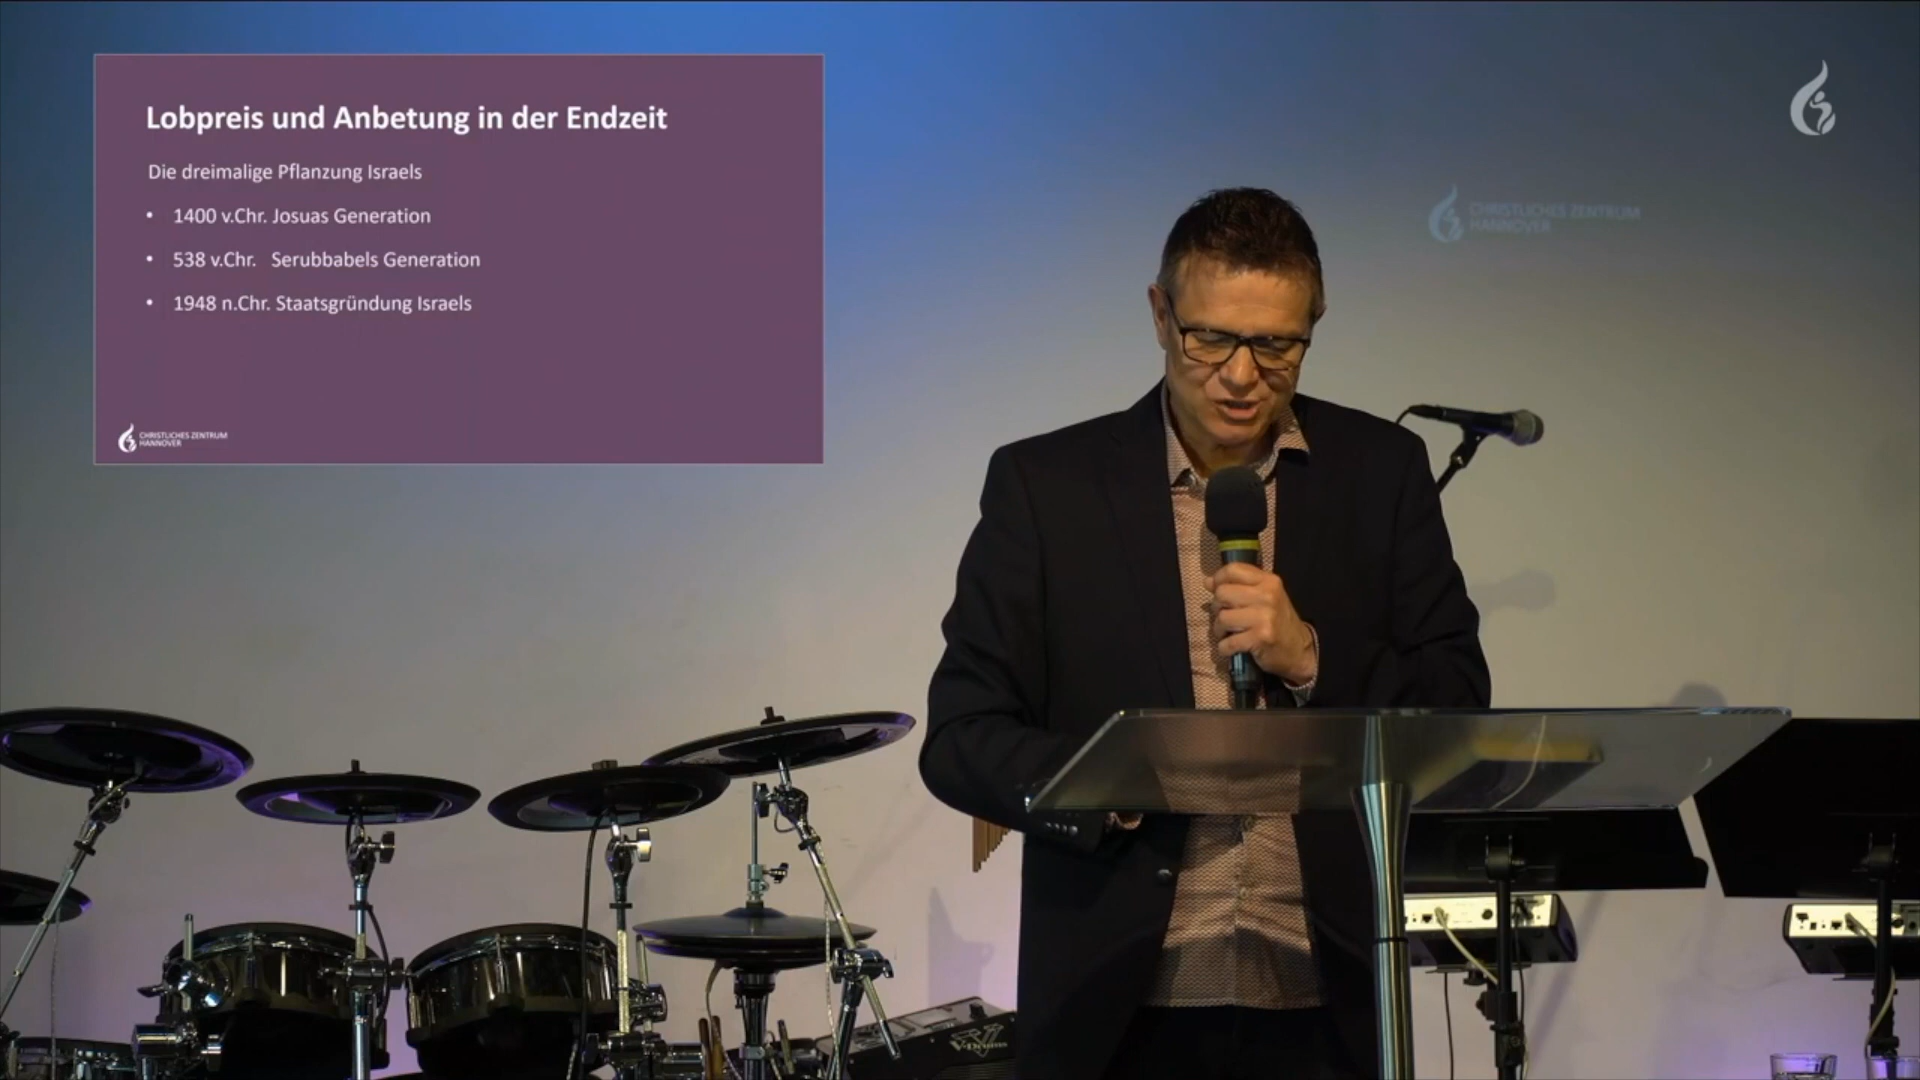 Lobpreis und Anbetung in der Endzeit
Die dreimalige Pflanzung Israels
• 1400 v.Chr. Josuas Generation
• 538 v.Chr. Serubbabels Generation
• 1948 n.Chr. Staatsgründung Israels
CHRISTLICHES ZENTRUM
HANNOVER
CHRISTLICHES ZENTRUM
HANNOVER
V-Drums